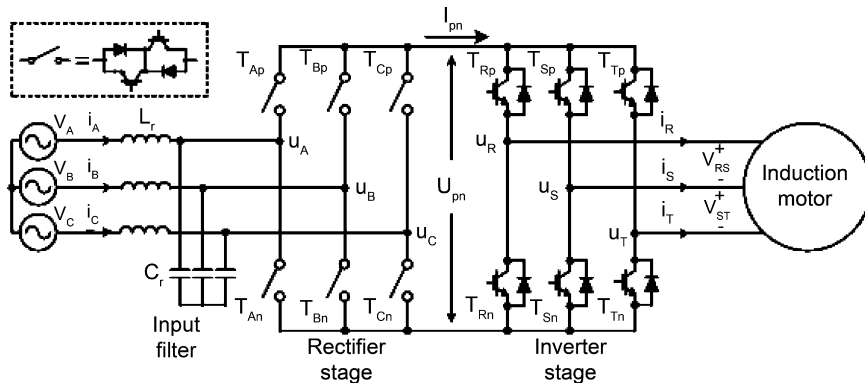 I_pn
T_Ap T_Bp T_Cp T_Rp T_Sp T_Tp
=
V_A i_A L_r
u_A
V_B i_B
u_B
V_C i_C
u_C
C_r
T_An T_Bn T_Cn
U_pn
u_R i_R
V_RS + -
u_S i_S
V_ST + -
u_T i_T
T_Rn T_Sn T_Tn
Induction
motor
Input
filter
Rectifier
stage
Inverter
stage